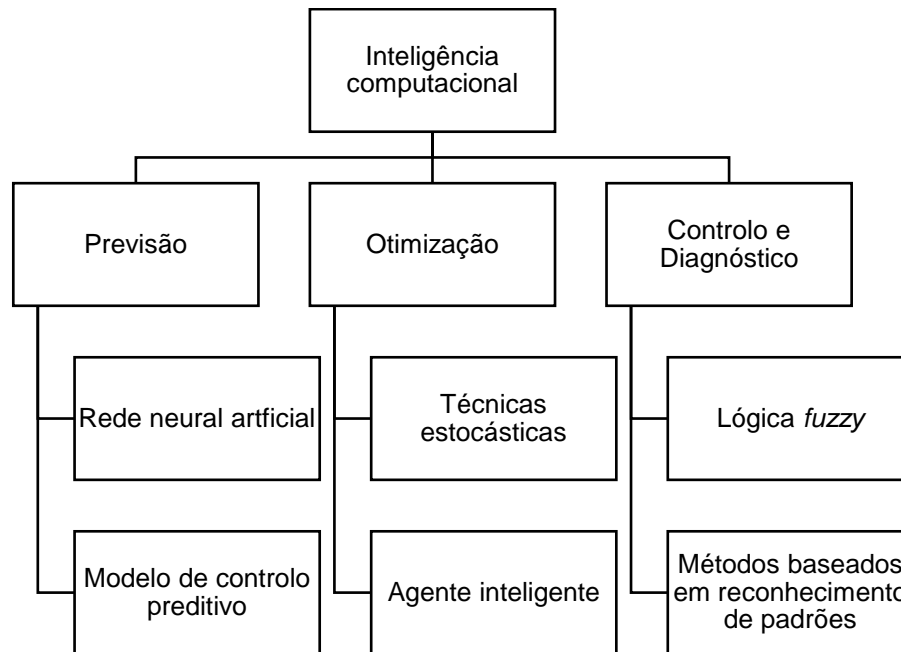 Inteligência
computacional
Previsão
Otimização
Controlo e
Diagnóstico
Rede neural artficial
Técnicas
estocásticas
Lógica fuzzy
Modelo de controlo
preditivo
Agente inteligente
Métodos baseados
em reconhecimento
de padrões